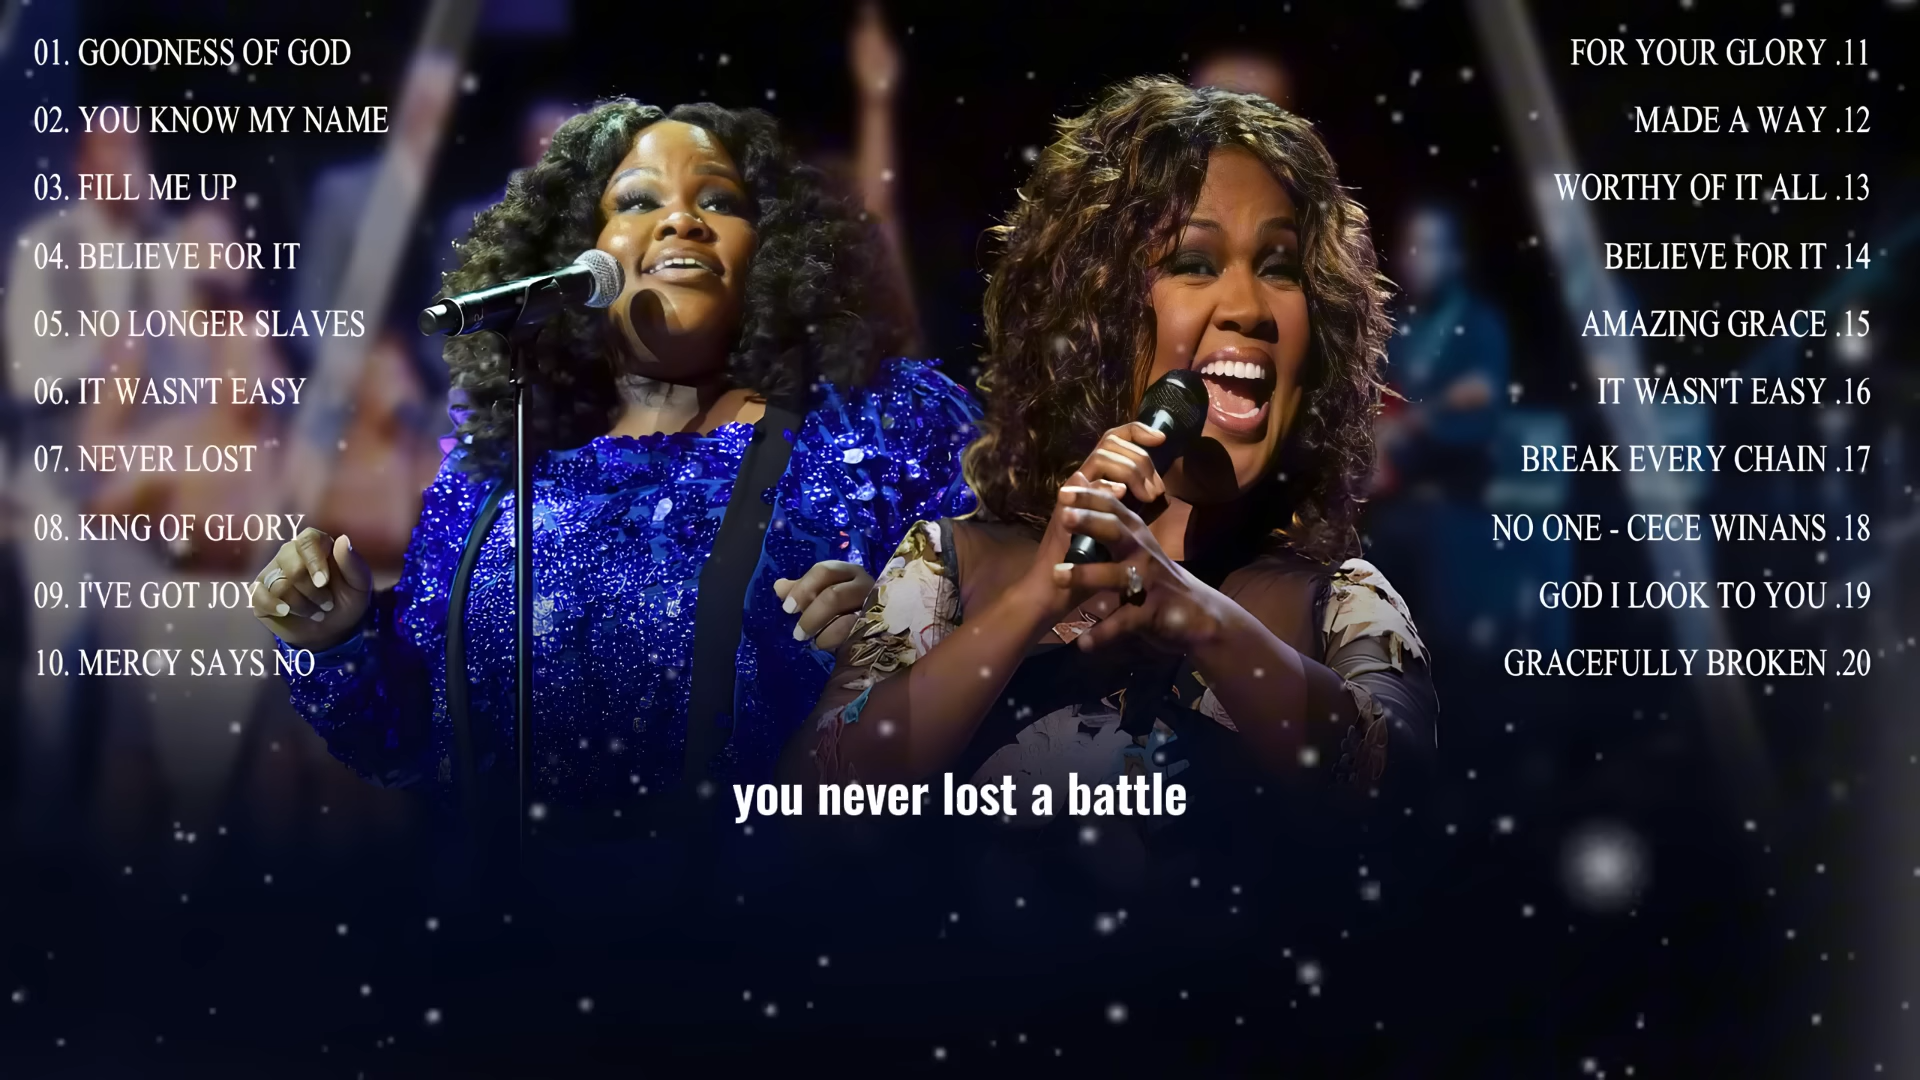 01. GOODNESS OF GOD
02. YOU KNOW MY NAME
03. FILL ME UP
04. BELIEVE FOR IT
05. NO LONGER SLAVES
06. IT WASN'T EASY
07. NEVER LOST
08. KING OF GLORY
09. I'VE GOT JOY
10. MERCY SAYS NO
FOR YOUR GLORY .11
MADE A WAY .12
WORTHY OF IT ALL .13
BELIEVE FOR IT .14
AMAZING GRACE .15
IT WASN'T EASY .16
BREAK EVERY CHAIN .17
NO ONE - CECE WINANS .18
GOD I LOOK TO YOU .19
GRACEFULLY BROKEN .20
you never lost a battle